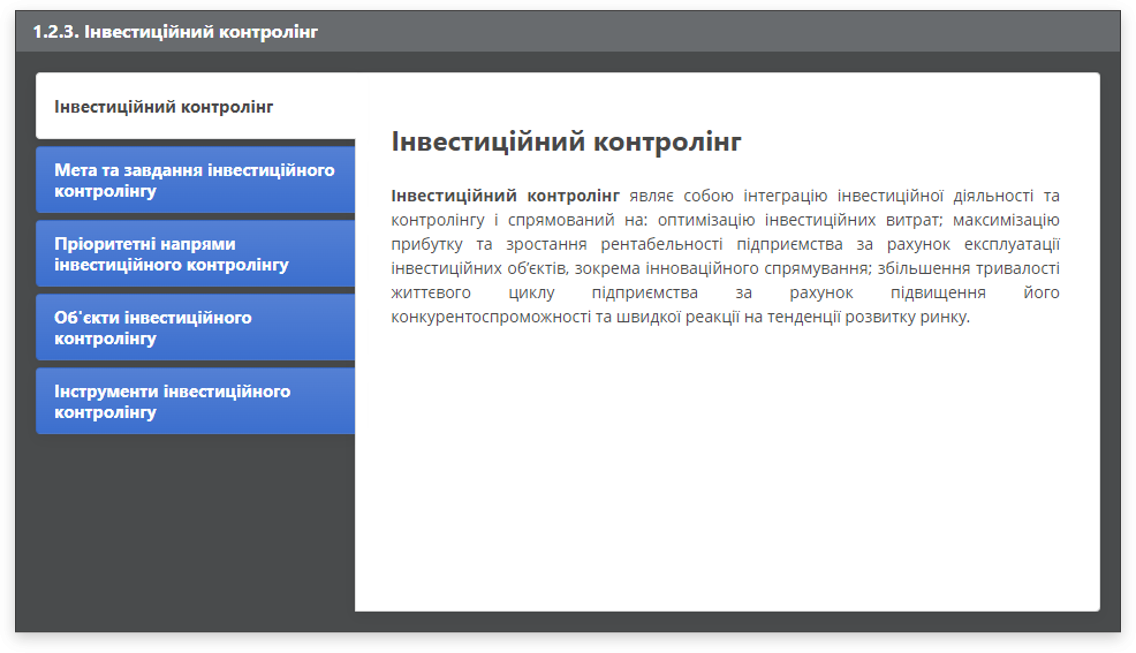 1.2.3. Інвестиційний контролінг
Інвестиційний контролінг
Мета та завдання інвестиційного
контролінгу
Пріоритетні напрями
інвестиційного контролінгу
Об'єкти інвестиційного
контролінгу
Інструменти інвестиційного
контролінгу
Інвестиційний контролінг
Інвестиційний контролінг являє собою інтеграцію інвестиційної діяльності та
контролінгу і спрямований на: оптимізацію інвестиційних витрат; максимізацію
прибутку та зростання рентабельності підприємства за рахунок експлуатації
інвестиційних об’єктів, зокрема інноваційного спрямування; збільшення тривалості
життєвого циклу підприємства за рахунок підвищення його
конкурентоспроможності та швидкої реакції на тенденції розвитку ринку.